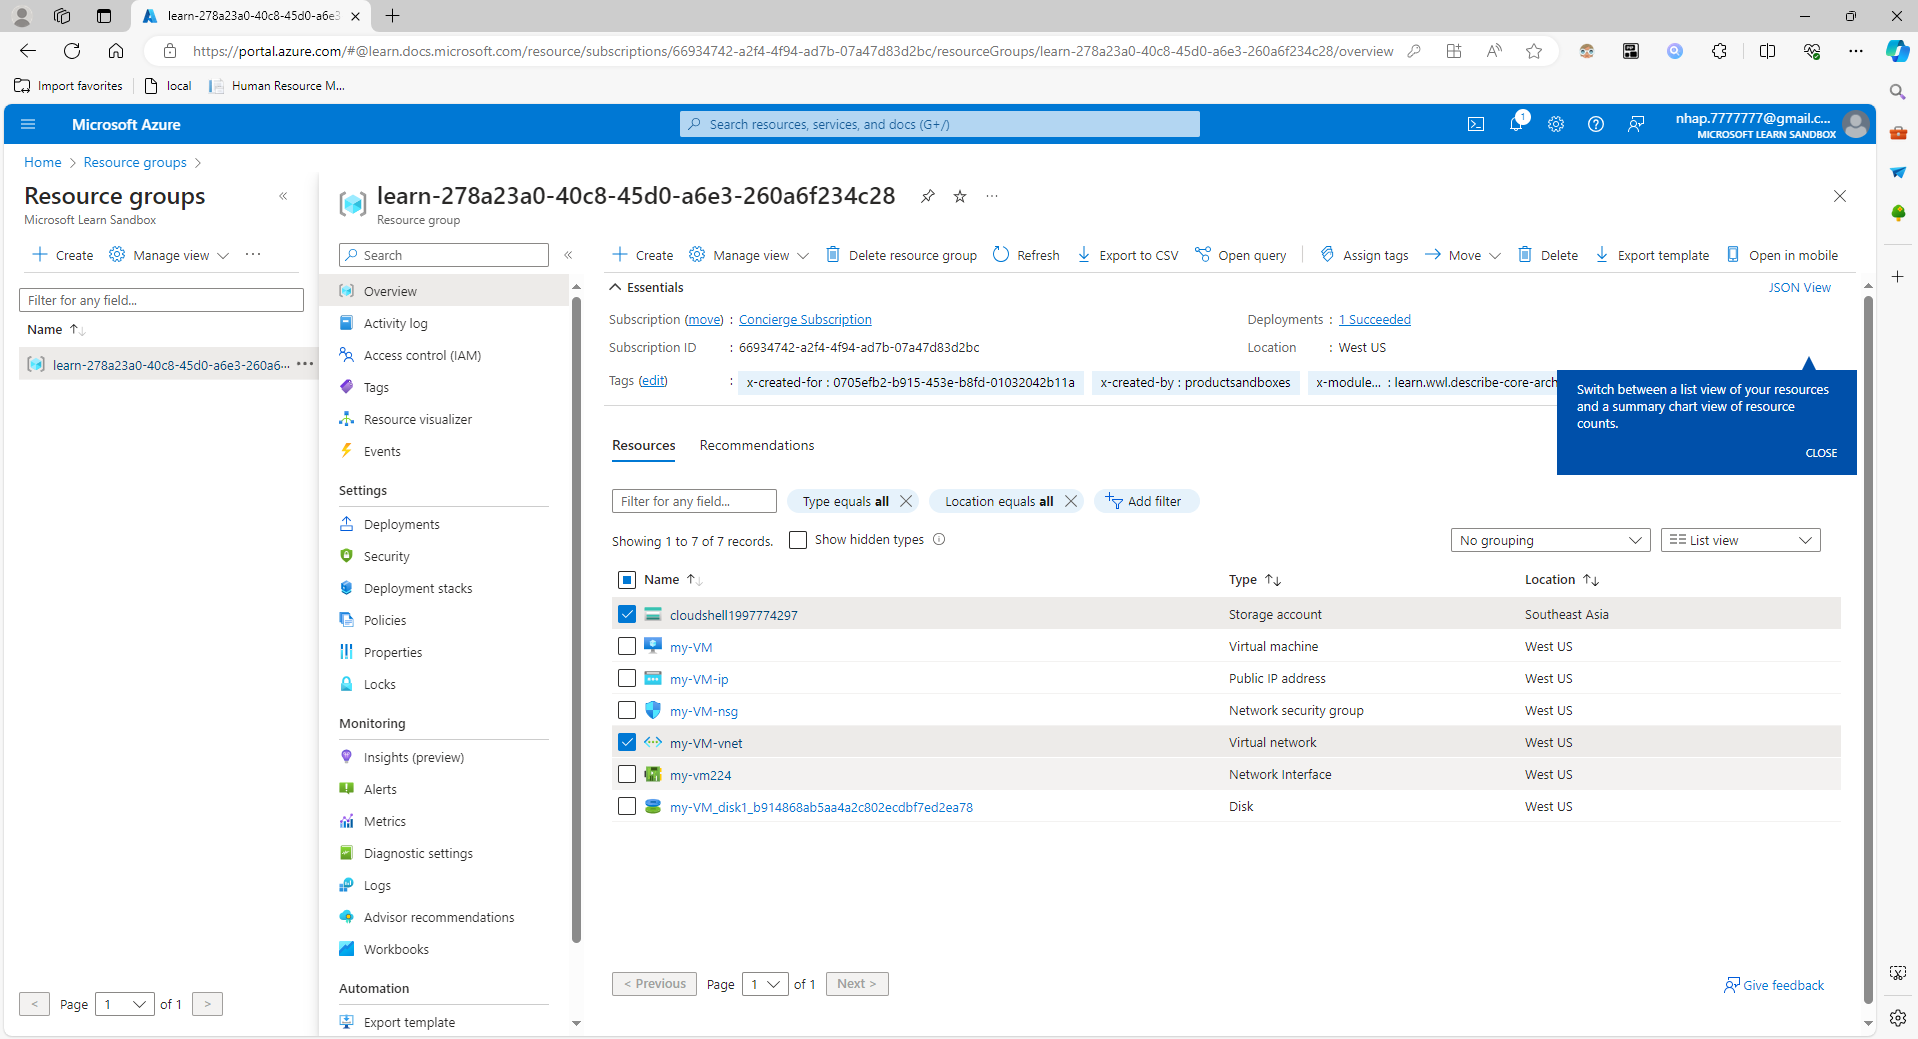 learn-278a23a0-40c8-45d0-a6e3
https://portal.azure.com/#@learn.docs.microsoft.com/resource/subscriptions/66934742-a2f4-4f94-ad7b-07a47d83d2bc/resourceGroups/learn-278a23a0-40c8-45d0-a6e3-260a6f234c28/overview
Import favorites
local
Human Resource M...
Microsoft Azure
Search resources, services, and docs (G+/)
1
nhap.7777777@gmail.c...
MICROSOFT LEARN SANDBOX
Home > Resource groups >
Resource groups
Microsoft Learn Sandbox
Create
Manage view
Filter for any field...
Name
learn-278a23a0-40c8-45d0-a6e3-260a6...
< Page 1 of 1 >
learn-278a23a0-40c8-45d0-a6e3-260a6f234c28
Resource group
Search
Overview
Activity log
Access control (IAM)
Tags
Resource visualizer
Events
Settings
Deployments
Security
Deployment stacks
Policies
Properties
Locks
Monitoring
Insights (preview)
Alerts
Metrics
Diagnostic settings
Logs
Advisor recommendations
Workbooks
Automation
Export template
Create Manage view Delete resource group Refresh Export to CSV Open query Assign tags Move Delete Export template Open in mobile
Essentials
JSON View
Subscription (move) : Concierge Subscription
Deployments : 1 Succeeded
Subscription ID : 66934742-a2f4-4f94-ad7b-07a47d83d2bc
Location : West US
Tags (edit) : x-created-for : 0705efb2-b915-453e-b8fd-01032042b11a x-created-by : productsandboxes x-module... : learn.wwl.describe-core-arch
Switch between a list view of your resources
and a summary chart view of resource
counts.
CLOSE
Resources Recommendations
Filter for any field... Type equals all Location equals all Add filter
Showing 1 to 7 of 7 records. Show hidden types
No grouping List view
Name Type Location
cloudshell1997774297 Storage account Southeast Asia
my-VM Virtual machine West US
my-VM-ip Public IP address West US
my-VM-nsg Network security group West US
my-VM-vnet Virtual network West US
my-vm224 Network Interface West US
my-VM_disk1_b914868ab5aa4a2c802ecdbf7ed2ea78 Disk West US
< Previous Page 1 of 1 Next >
Give feedback